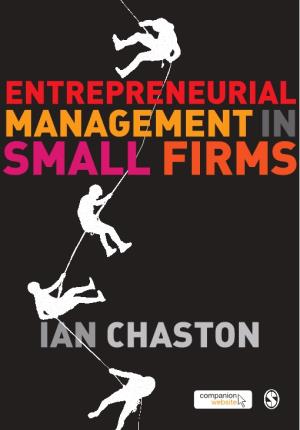 ENTREPRENEURIAL
MANAGEMENT IN
SMALL FIRMS
IAN CHASTON
companion
website
S